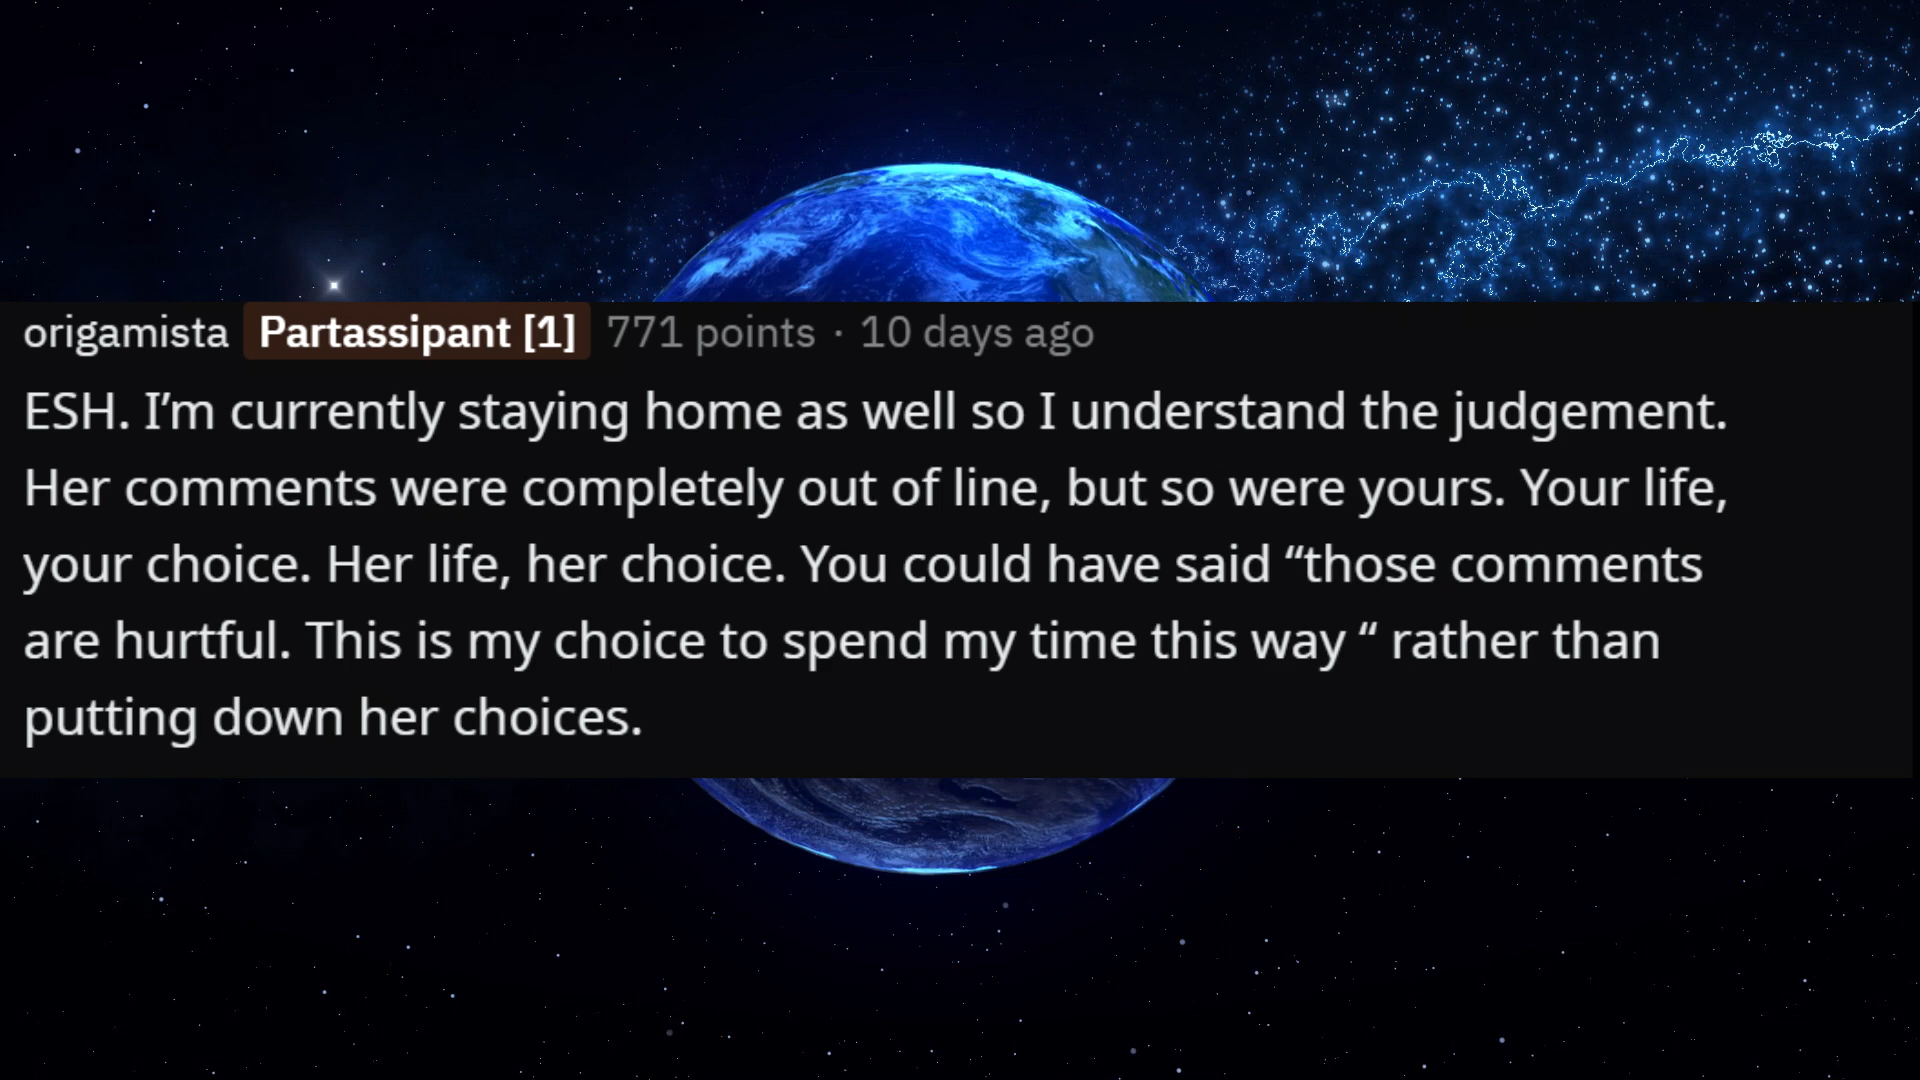 origamista Partassipant [1] 771 points · 10 days ago
ESH. I’m currently staying home as well so I understand the judgement.
Her comments were completely out of line, but so were yours. Your life,
your choice. Her life, her choice. You could have said “those comments
are hurtful. This is my choice to spend my time this way “ rather than
putting down her choices.